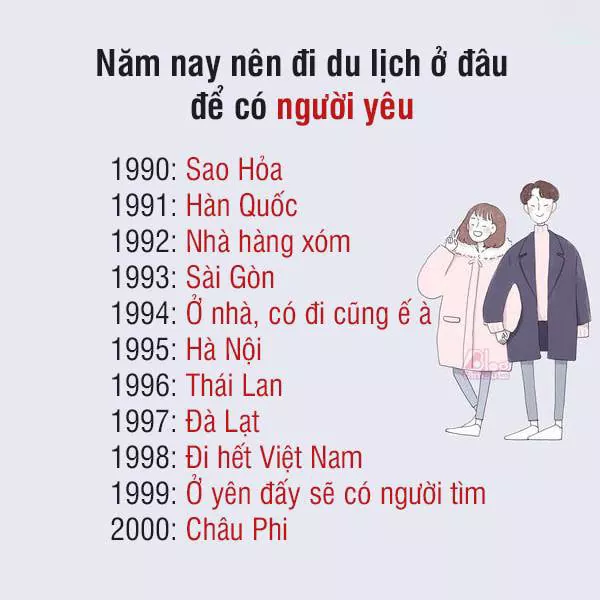 Năm nay nên đi du lịch ở đâu
để có người yêu
1990: Sao Hỏa
1991: Hàn Quốc
1992: Nhà hàng xóm
1993: Sài Gòn
1994: Ở nhà, có đi cũng ế à
1995: Hà Nội
1996: Thái Lan
1997: Đà Lạt
1998: Đi hết Việt Nam
1999: Ở yên đấy sẽ có người tìm
2000: Châu Phi